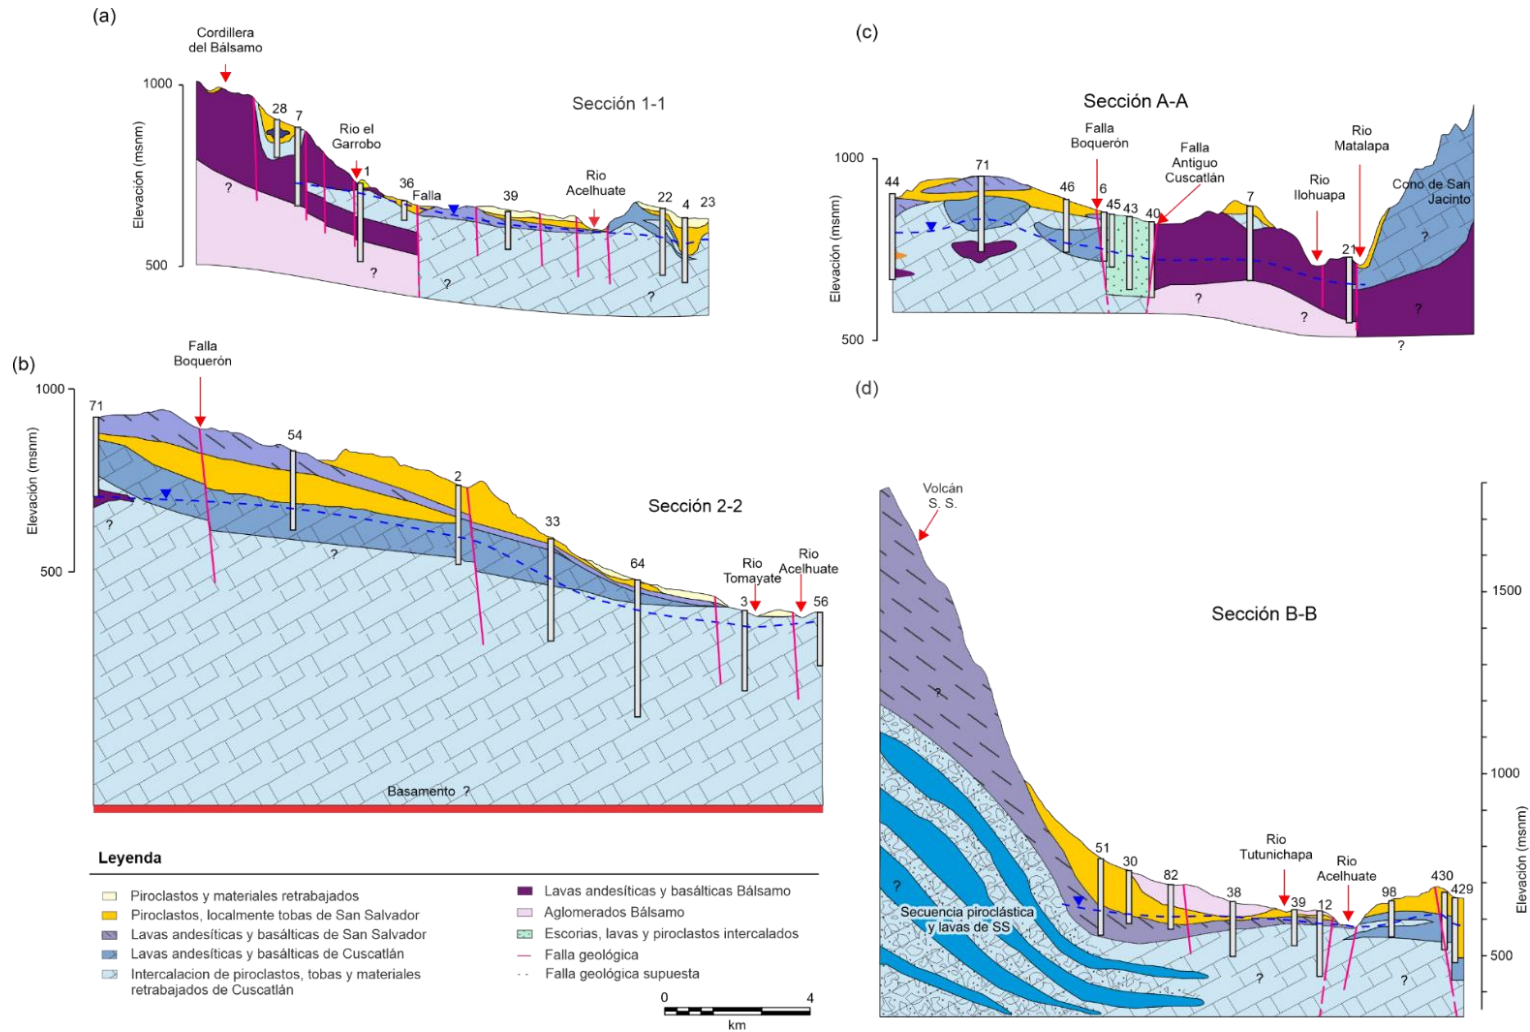 (a)
Cordillera
del Bálsamo
1000
500
Elevación (msnm)
Sección 1-1
28
7
Rio el
Garrobo
1
36
Falla
39
Rio
Acelhuate
22
4
23
?
?
?
?
(c)
Sección A-A
1000
500
Elevación (msnm)
44
71
46
Falla
Boquerón
6
45
43
40
Falla
Antiguo
Cuscatlán
7
Rio
Ilohuapa
21
Rio
Matalapa
Cono de San
Jacinto
?
?
?
?
(b)
Falla
Boquerón
1000
500
Elevación (msnm)
71
54
2
Sección 2-2
33
64
Rio
Tomayate
3
Rio
Acelhuate
56
?
?
Basamento ?
(d)
Volcán
S. S.
Sección B-B
1500
1000
500
Elevación (msnm)
?
51
30
82
38
Rio
Tutunichapa
39
12
Rio
Acelhuate
98
430
429
?
Secuencia piroclástica
y lavas de SS
?
?
Leyenda
Piroclastos y materiales retrabajados
Piroclastos, localmente tobas de San Salvador
Lavas andesíticas y basálticas de San Salvador
Lavas andesíticas y basálticas de Cuscatlán
Intercalacion de piroclastos, tobas y materiales
retrabajados de Cuscatlán
Lavas andesíticas y basálticas Bálsamo
Aglomerados Bálsamo
Escorias, lavas y piroclastos intercalados
Falla geológica
Falla geológica supuesta
0
4
km